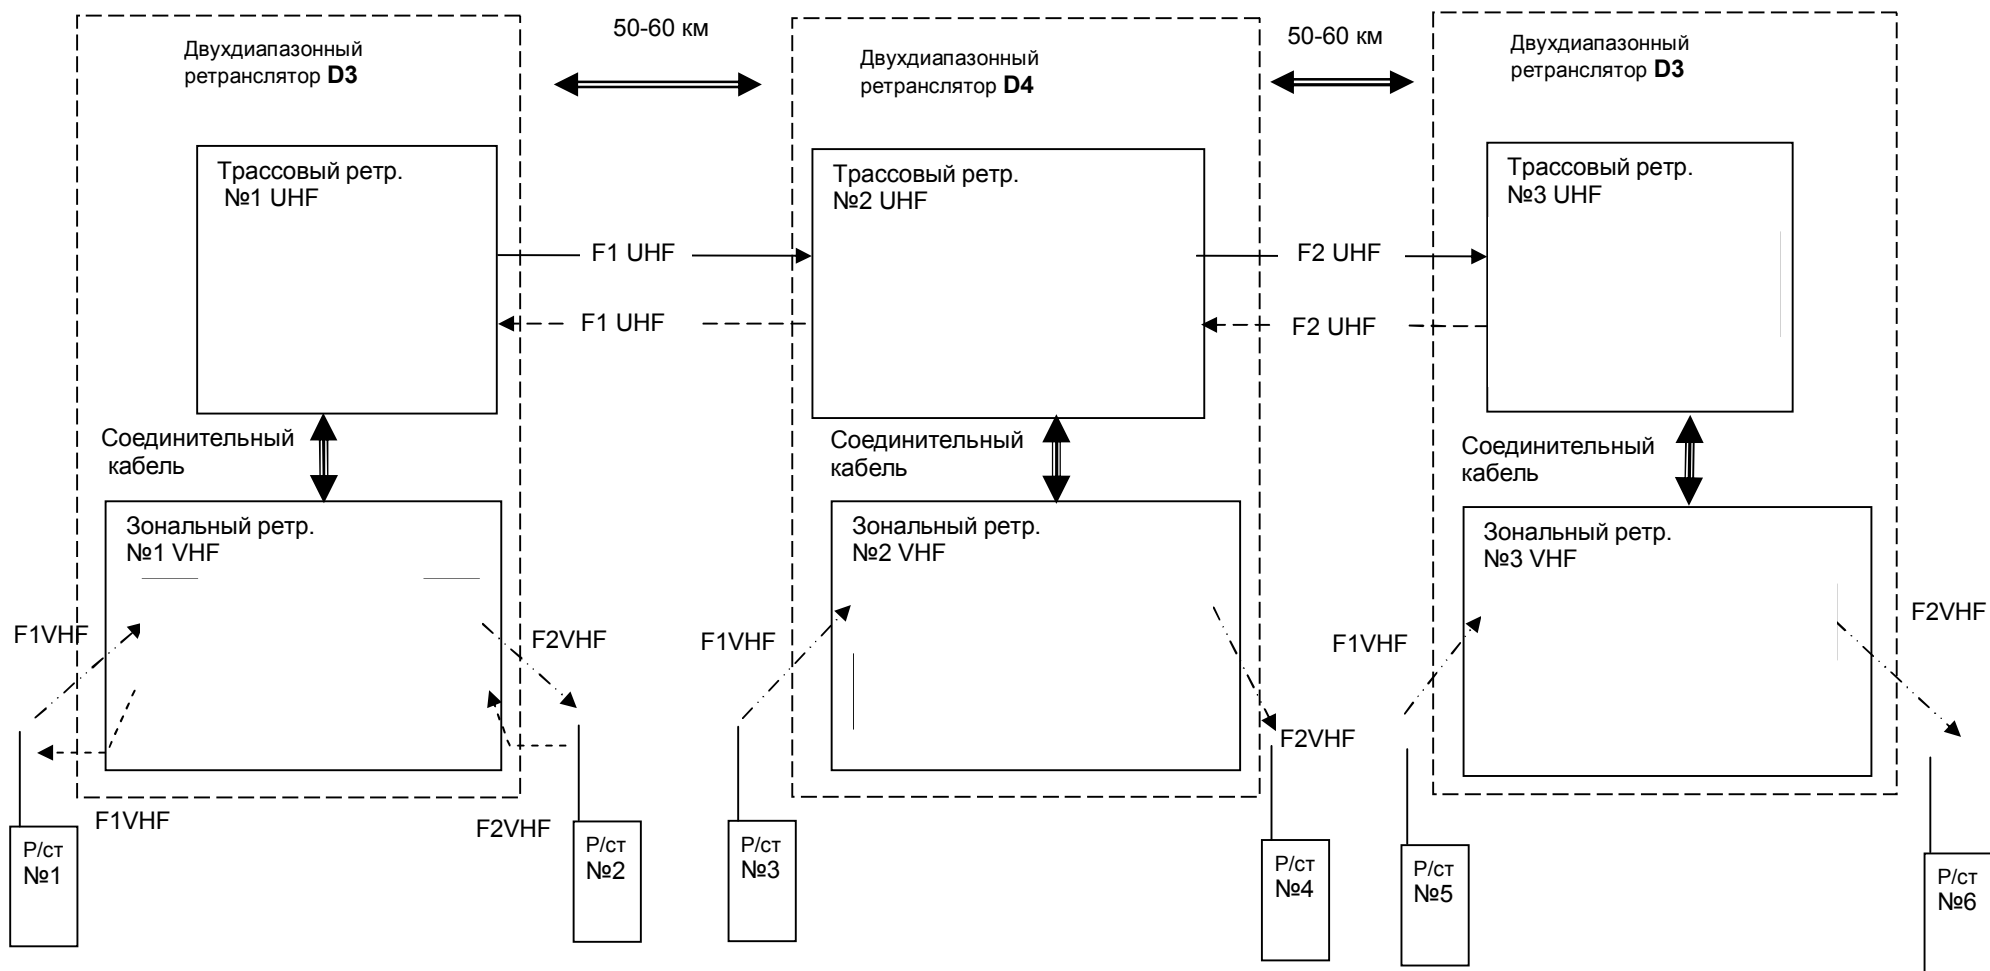 Двухдиапазонный
ретранслятор D3
50-60 км
Двухдиапазонный
ретранслятор D4
50-60 км
Двухдиапазонный
ретранслятор D3
Трассовый ретр.
№1 UHF
Трассовый ретр.
№2 UHF
Трассовый ретр.
№3 UHF
F1 UHF
F2 UHF
F1 UHF
F2 UHF
Соединительный
кабель
Соединительный
кабель
Соединительный
кабель
Зональный ретр.
№1 VHF
Зональный ретр.
№2 VHF
Зональный ретр.
№3 VHF
F1VHF
F2VHF
F1VHF
F2VHF
F1VHF
F2VHF
F1VHF
F2VHF
Р/ст
№1
Р/ст
№2
Р/ст
№3
Р/ст
№4
Р/ст
№5
Р/ст
№6